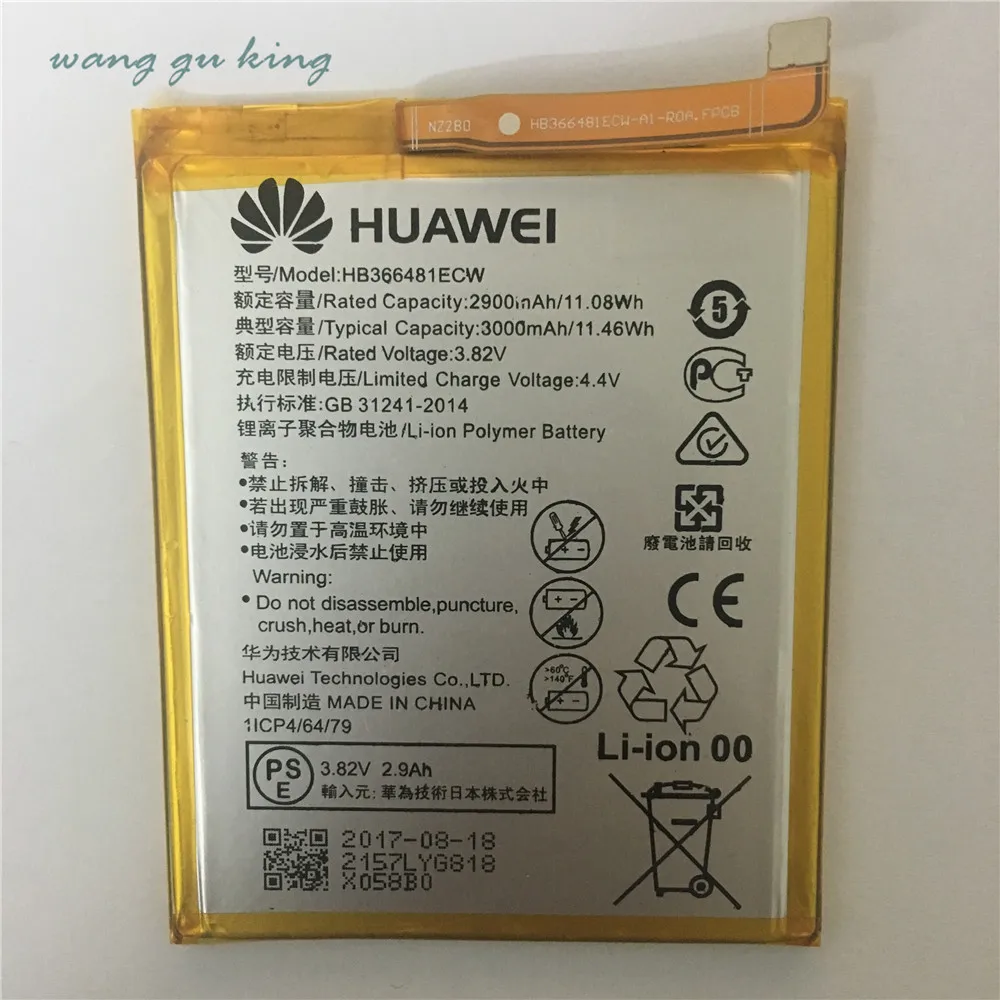 wang gu king
NZ2B0 HB366481ECW-A1-R0A.FPCB
HUAWEI
型号/Model:HB366481ECW
额定容量/Rated Capacity:2900mAh/11.08Wh
典型容量/Typical Capacity:3000mAh/11.46Wh
额定电压/Rated Voltage:3.82V
充电限制电压/Limited Charge Voltage:4.4V
执行标准:GB 31241-2014
锂离子聚合物电池/Li-ion Polymer Battery
5
PCT
警告:
•禁止拆解、撞击、挤压或投入火中
•若出现严重鼓胀、请勿继续使用
•请勿置于高温环境中
•电池浸水后禁止使用
廢電池請回收
Warning:
• Do not disassemble,puncture,
crush,heat,or burn.
CE
>60℃
>140℉
华为技术有限公司
Huawei Technologies Co.,LTD.
中国制造 MADE IN CHINA
1ICP4/64/79
Li-ion 00
PSE
3.82V 2.9Ah
輸入元: 華為技術日本株式会社
2017-08-18
2157LYG818
X058B0